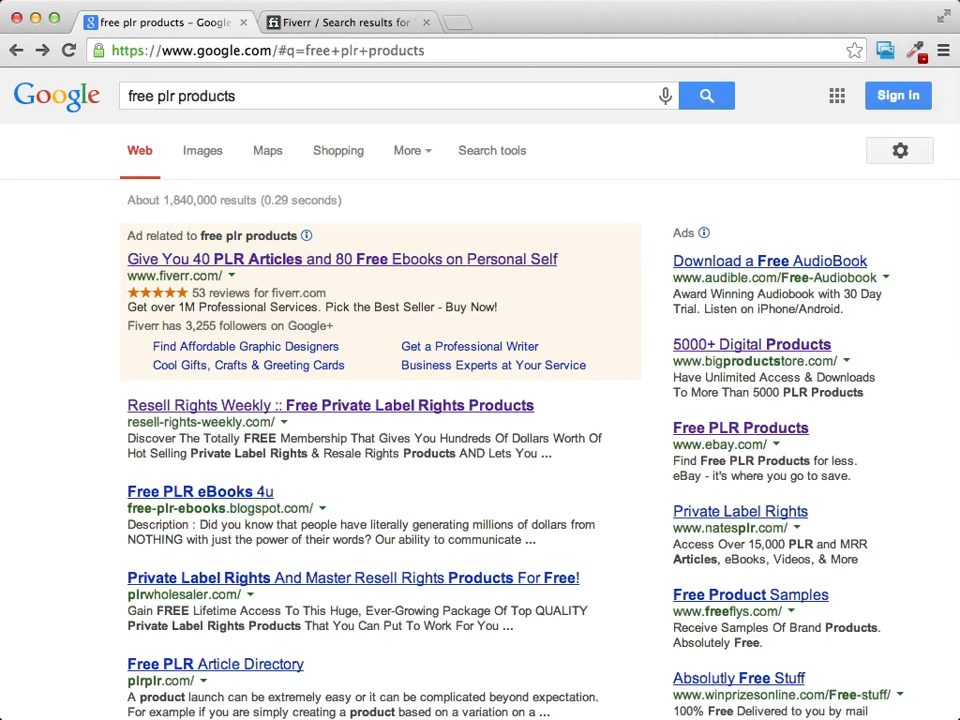 free plr products – Google
Fiverr / Search results for
https://www.google.com/#q=free+plr+products
Google
free plr products
Sign in
Web
Images
Maps
Shopping
More
Search tools
About 1,840,000 results (0.29 seconds)
Ad related to free plr products
Give You 40 PLR Articles and 80 Free Ebooks on Personal Self
www.fiverr.com/
53 reviews for fiverr.com
Get over 1M Professional Services. Pick the Best Seller - Buy Now!
Fiverr has 3,255 followers on Google+
Find Affordable Graphic Designers
Get a Professional Writer
Cool Gifts, Crafts & Greeting Cards
Business Experts at Your Service
Resell Rights Weekly :: Free Private Label Rights Products
resell-rights-weekly.com/
Discover The Totally FREE Membership That Gives You Hundreds Of Dollars Worth Of
Hot Selling Private Label Rights & Resale Rights Products AND Lets You ...
Free PLR eBooks 4u
free-plr-ebooks.blogspot.com/
Description : Did you know that people have literally generating millions of dollars from
NOTHING with just the power of their words? Our ability to communicate ...
Private Label Rights And Master Resell Rights Products For Free!
plrwholesaler.com/
Gain FREE Lifetime Access To This Huge, Ever-Growing Package Of Top QUALITY
Private Label Rights Products That You Can Put To Work For You ...
Free PLR Article Directory
plrplr.com/
A product launch can be extremely easy or it can be complicated beyond expectation.
For example if you are simply creating a product based on a variation on a ...
Ads
Download a Free AudioBook
www.audible.com/Free-Audiobook
Award Winning Audiobook with 30 Day
Trial. Listen on iPhone/Android.
5000+ Digital Products
www.bigproductstore.com/
Have Unlimited Access & Downloads
To More Than 5000 PLR Products
Free PLR Products
www.ebay.com/
Find Free PLR Products for less.
eBay - it's where you go to save.
Private Label Rights
www.natesplr.com/
Access Over 15,000 PLR and MRR
Articles, eBooks, Videos, & More
Free Product Samples
www.freeflys.com/
Receive Samples Of Brand Products.
Absolutely Free.
Absolutly Free Stuff
www.winprizesonline.com/Free-stuff/
100% Free Delivered to you by mail